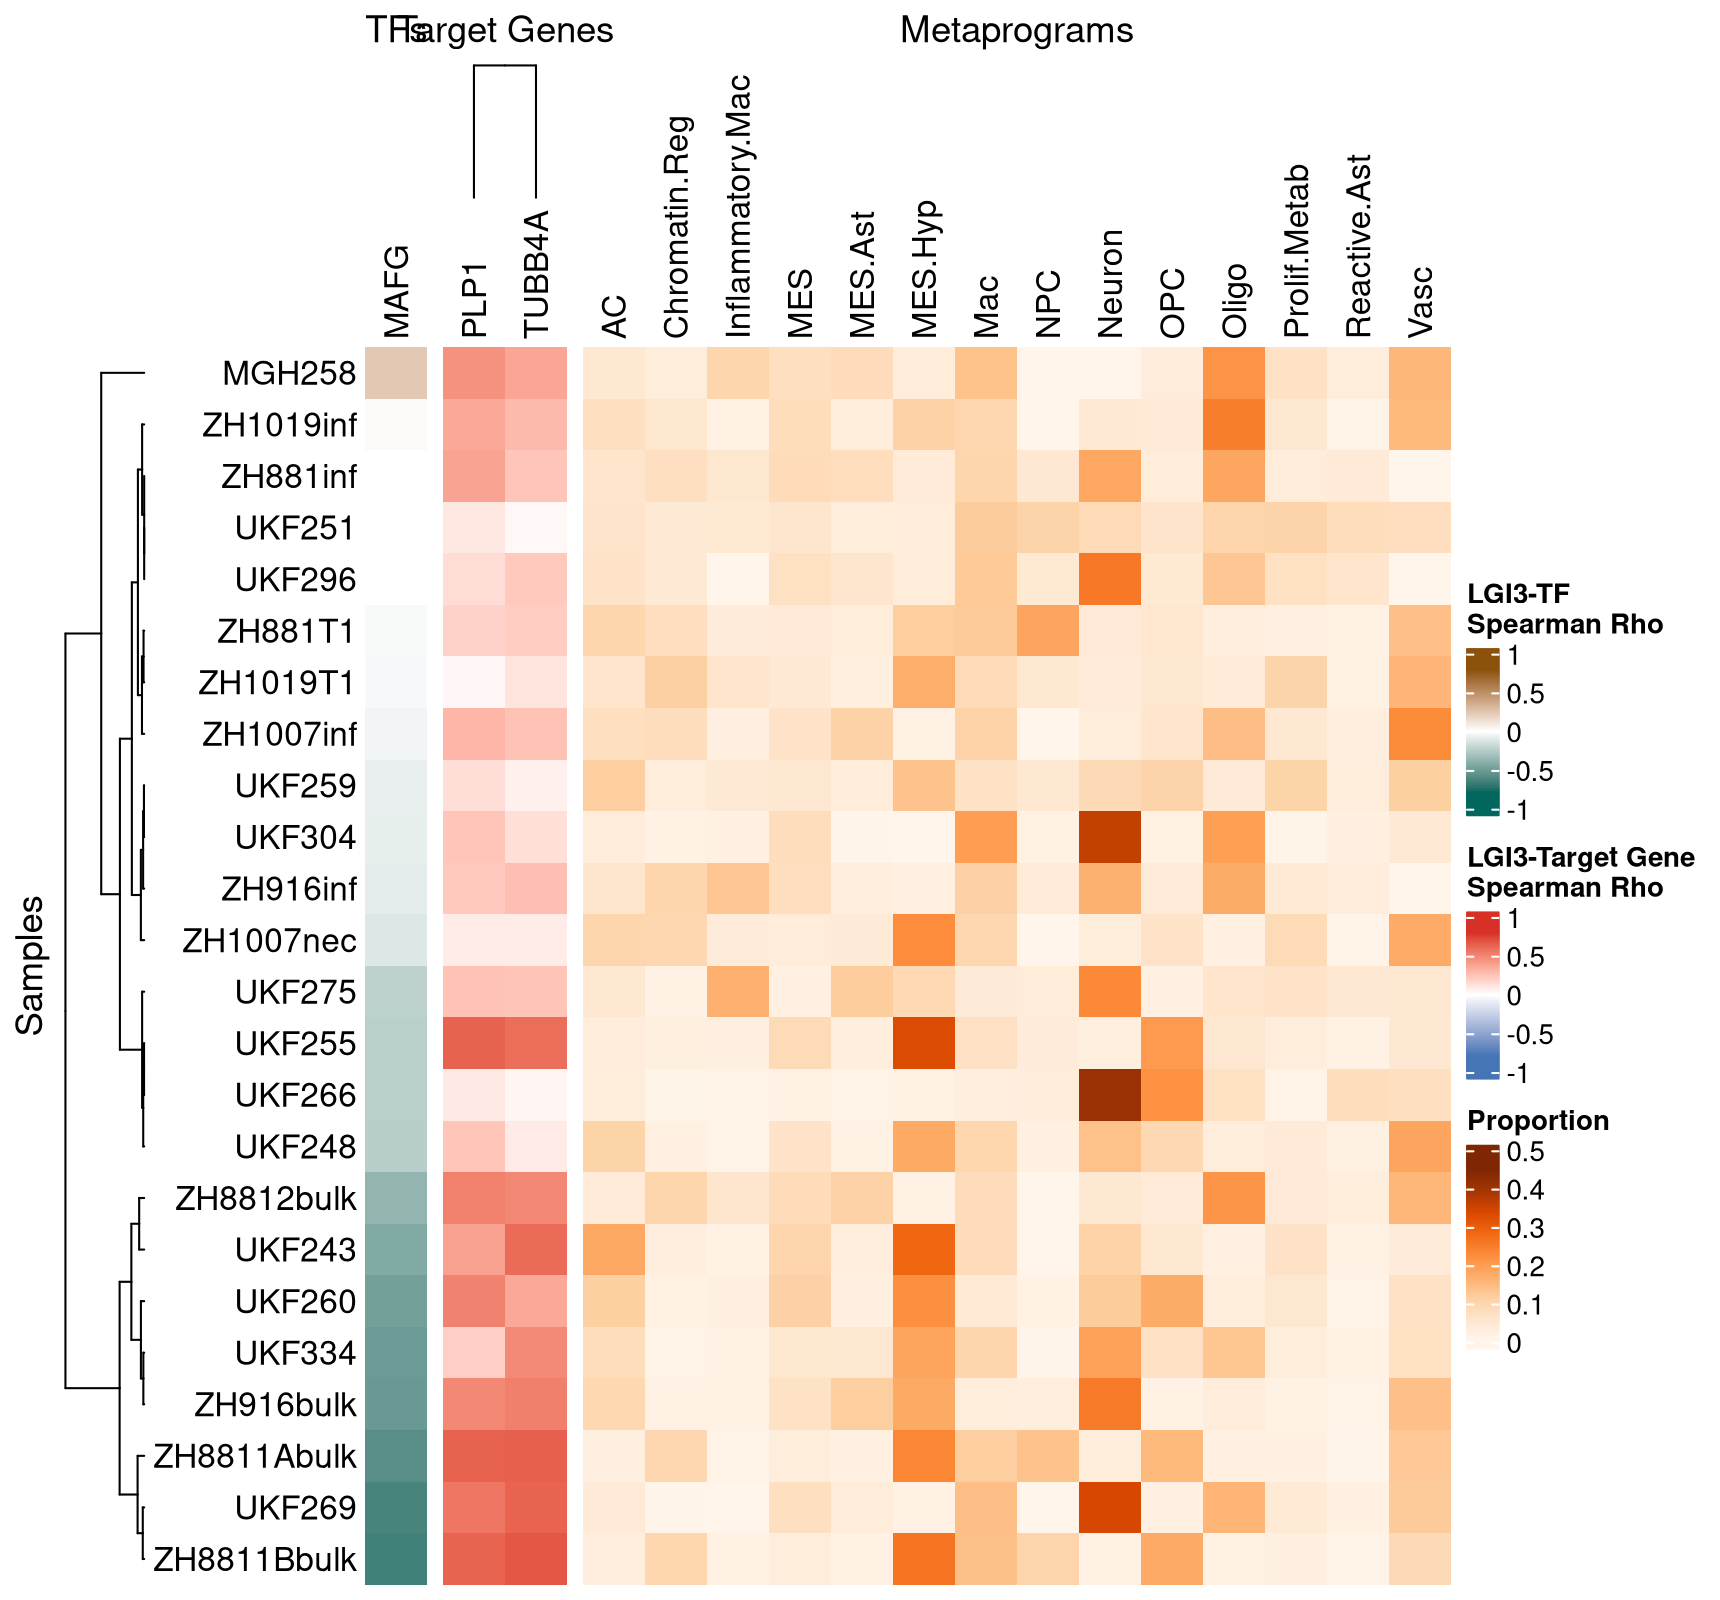 TFs
Target Genes
Metaprograms
MAFG
PLP1
TUBB4A
AC
Chromatin.Reg
Inflammatory.Mac
MES
MES.Ast
MES.Hyp
Mac
NPC
Neuron
OPC
Oligo
Prolif.Metab
Reactive.Ast
Vasc
Samples
MGH258
ZH1019inf
ZH881inf
UKF251
UKF296
ZH881T1
ZH1019T1
ZH1007inf
UKF259
UKF304
ZH916inf
ZH1007nec
UKF275
UKF255
UKF266
UKF248
ZH8812bulk
UKF243
UKF260
UKF334
ZH916bulk
ZH8811Abulk
UKF269
ZH8811Bbulk
LGI3-TF
Spearman Rho
1
0.5
0
-0.5
-1
LGI3-Target Gene
Spearman Rho
1
0.5
0
-0.5
-1
Proportion
0.5
0.4
0.3
0.2
0.1
0